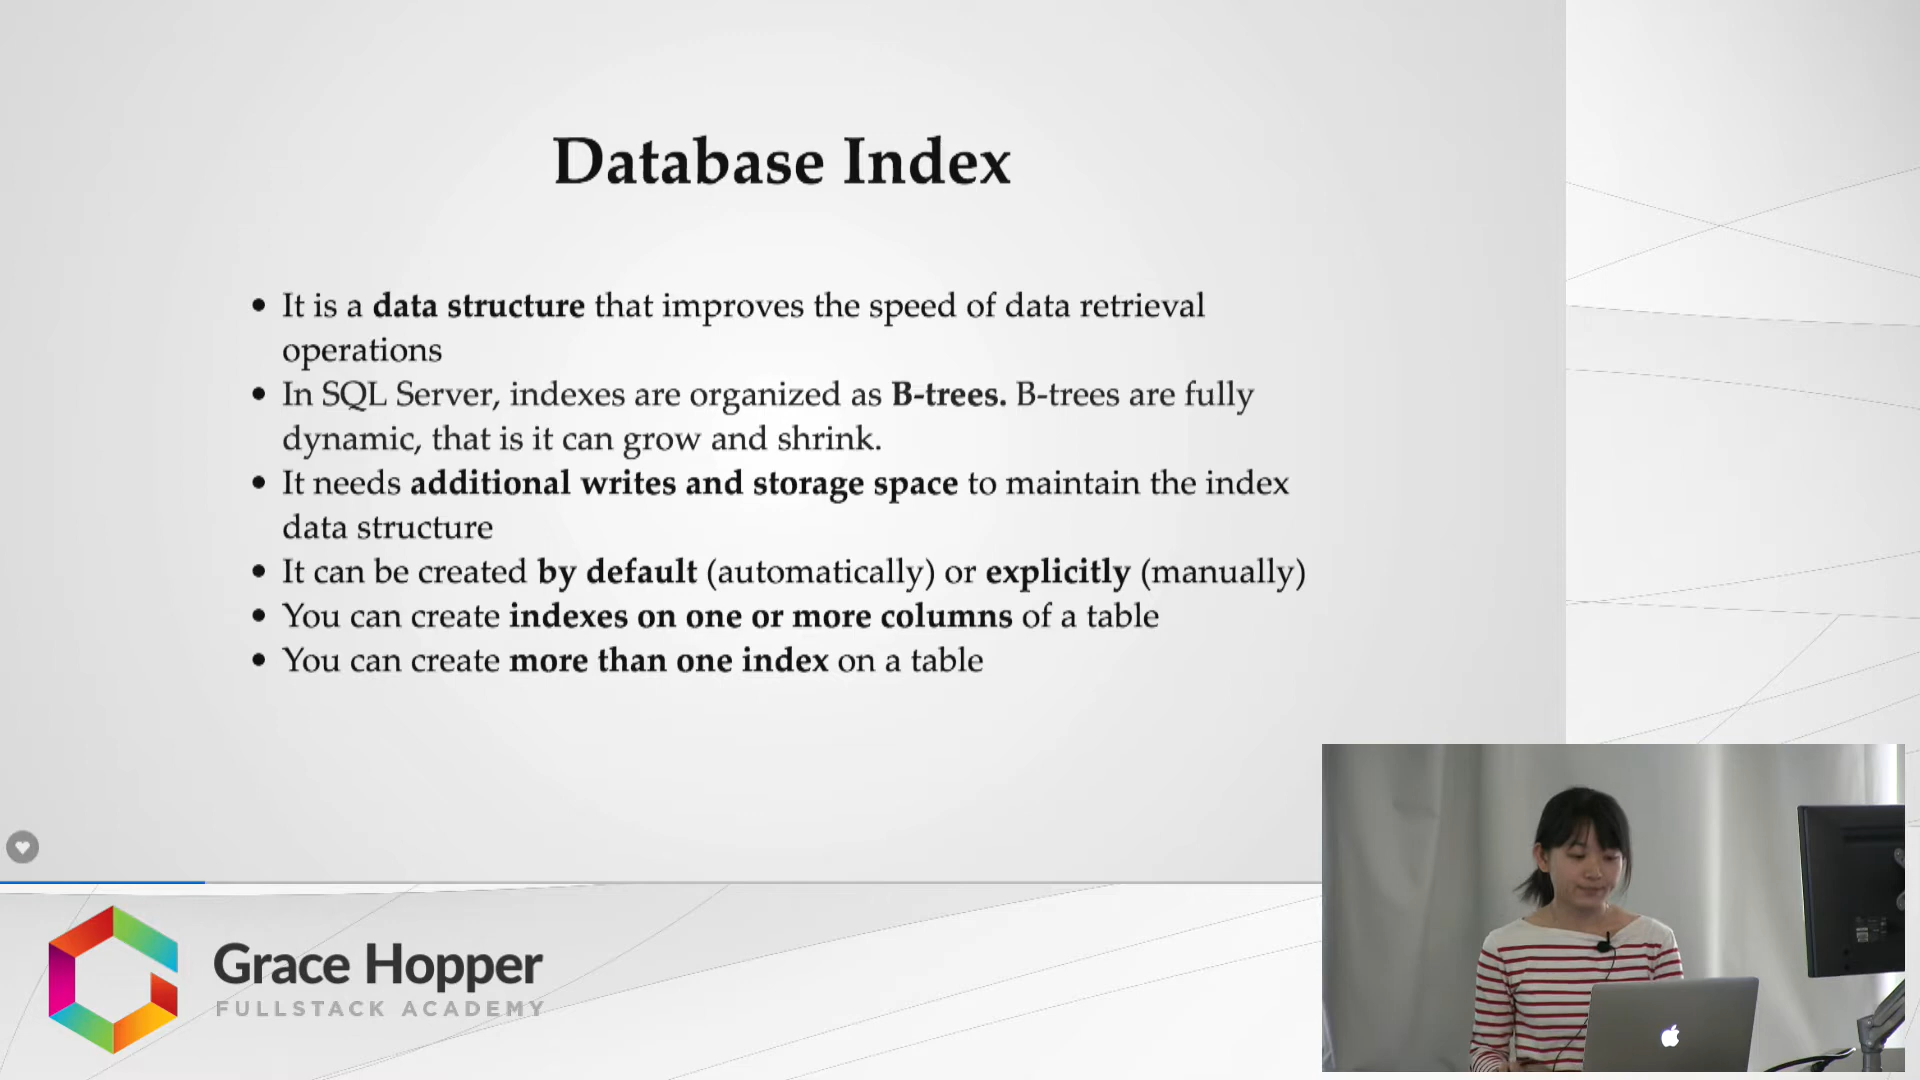 Database Index
• It is a data structure that improves the speed of data retrieval
operations
• In SQL Server, indexes are organized as B-trees. B-trees are fully
dynamic, that is it can grow and shrink.
• It needs additional writes and storage space to maintain the index
data structure
• It can be created by default (automatically) or explicitly (manually)
• You can create indexes on one or more columns of a table
• You can create more than one index on a table
Grace Hopper
FULLSTACK ACADEMY